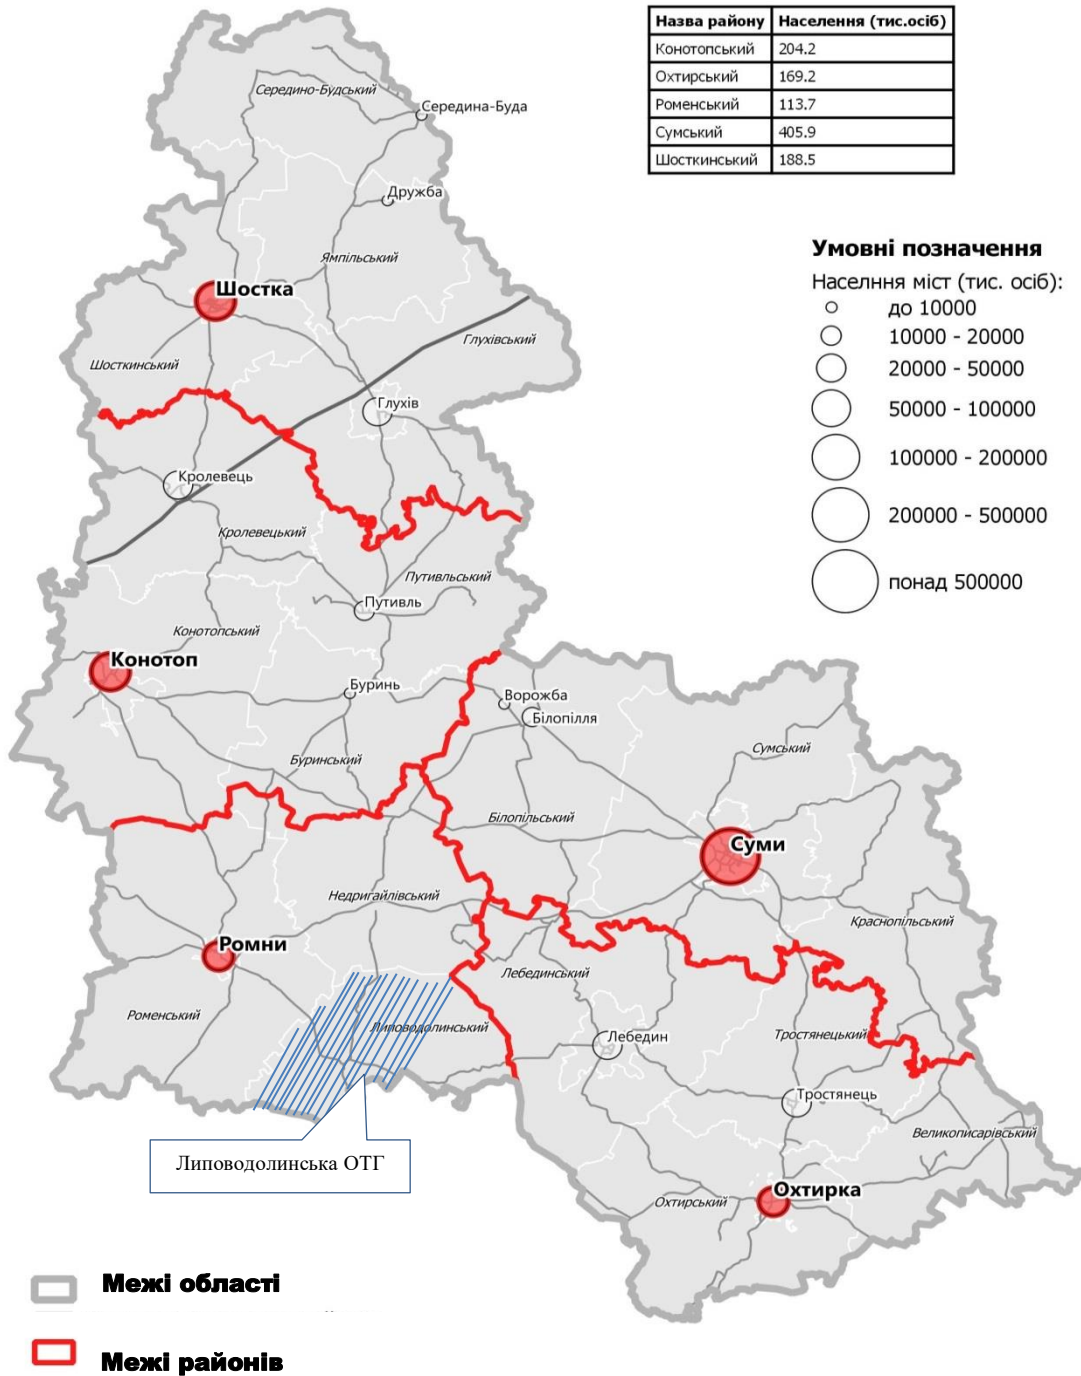 Назва району Населення (тис.осіб)
Конотопський 204.2
Охтирський 169.2
Роменський 113.7
Сумський 405.9
Шосткинський 188.5
Умовні позначення
Населння міст (тис. осіб):
до 10000
10000 - 20000
20000 - 50000
50000 - 100000
100000 - 200000
200000 - 500000
понад 500000
Середино-Будський
Середина-Буда
Дружба
Ямпільський
Шостка
Глухівський
Шосткинський
Глухів
Кролевець
Кролевецький
Путивльський
Путивль
Конотопський
Конотоп
Буринь
Ворожба
Білопілля
Сумський
Буринський
Білопільський
Суми
Недригайлівський
Краснопільський
Ромни
Лебединський
Роменський
Липоводолинський
Лебедин
Тростянецький
Тростянець
Великописарівський
Липоводолинська ОТГ
Охтирка
Охтирський
Межі області
Межі районів